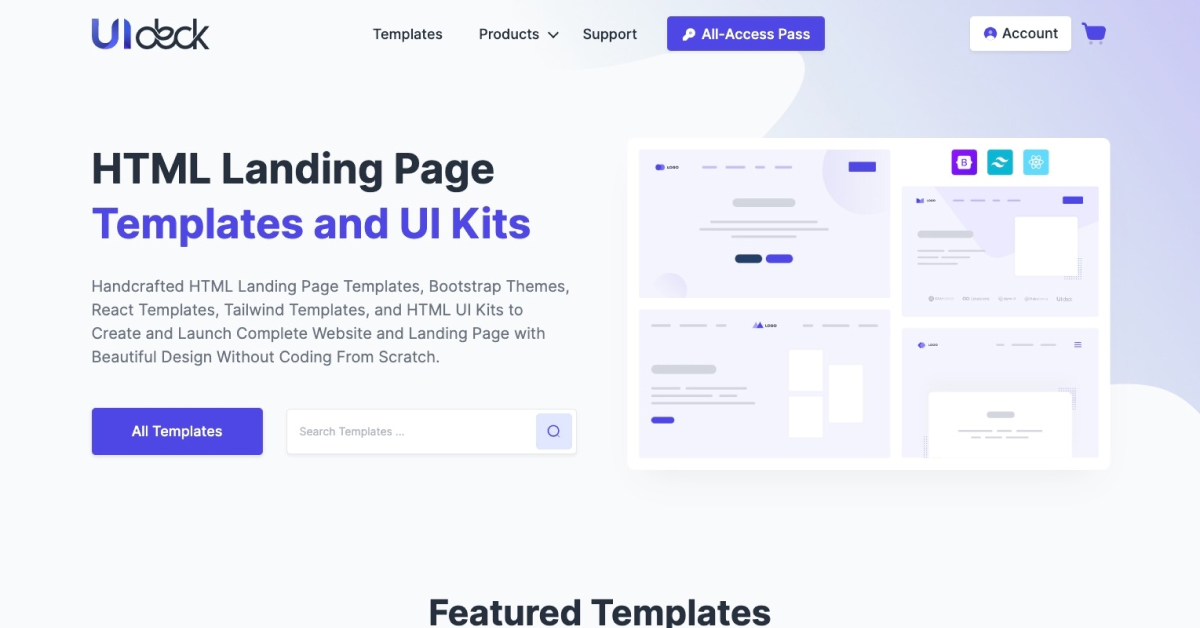 UIdeck
Templates
Products
Support
All-Access Pass
Account
HTML Landing Page
Templates and UI Kits
Handcrafted HTML Landing Page Templates, Bootstrap Themes,
React Templates, Tailwind Templates, and HTML UI Kits to
Create and Launch Complete Website and Landing Page with
Beautiful Design Without Coding From Scratch.
All Templates
Search Templates ...
LOGO
B
LOGO
LOGO
LOGO
Featured Templates